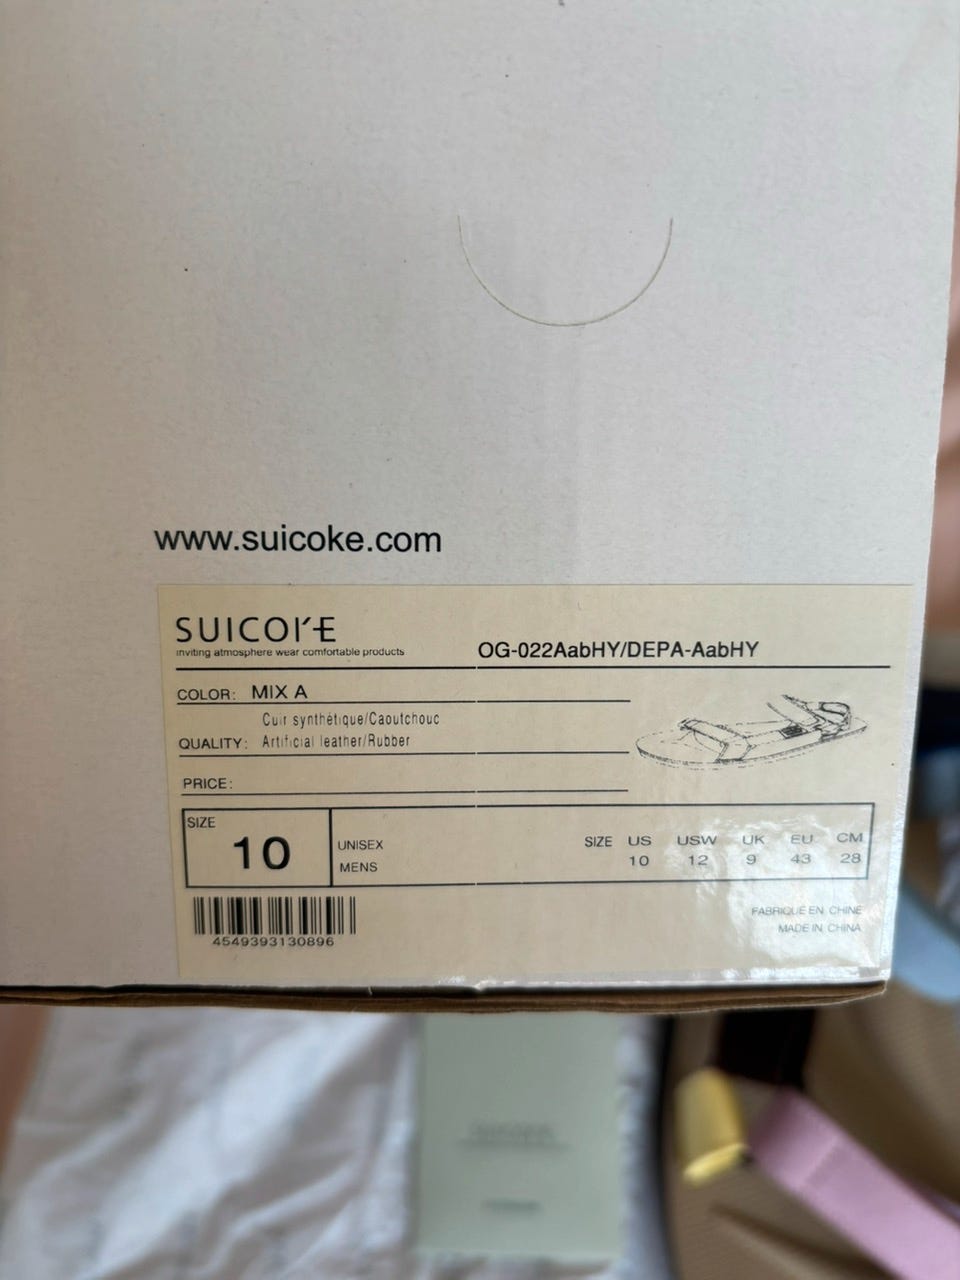 www.suicoke.com
SUICOKE
inviting atmosphere wear comfortable products
OG-022AabHY/DEPA-AabHY
COLOR: MIX A
Cuir synthétique/Caoutchouc
QUALITY: Artificial leather/Rubber
PRICE:
SIZE
10
UNISEX
MENS
SIZE US USW UK EU CM
10 12 9 43 28
4549393130896
FABRIQUÉ EN CHINE
MADE IN CHINA